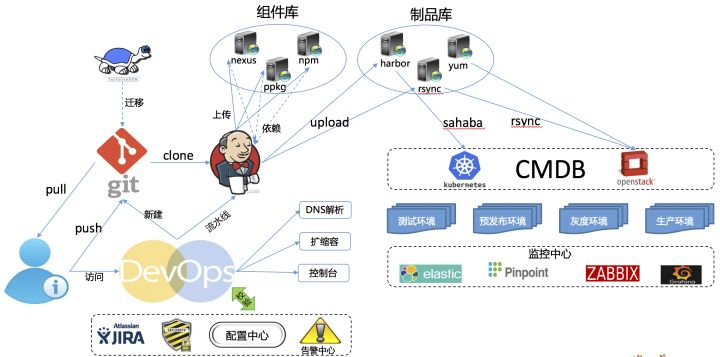 组件库
制品库
nexus
npm
ppkg
harbor
yum
rsync
TortoiseSVN
迁移
上传
依赖
upload
sahaba
rsync
git
clone
kubernetes
CMDB
openstack
pull
push
新建
流水线
DNS解析
扩缩容
控制台
测试环境
预发布环境
灰度环境
生产环境
监控中心
elastic
Pinpoint
ZABBIX
Grafana
访问
DevOps
校验
Atlassian
JIRA
SECURITY
配置中心
告警中心